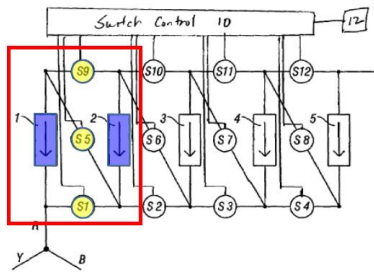 Switch Control 10
12
S9 S10 S11 S12
1 2 3 4 5
S5 S6 S7 S8
S1 S2 S3 S4
R
Y B